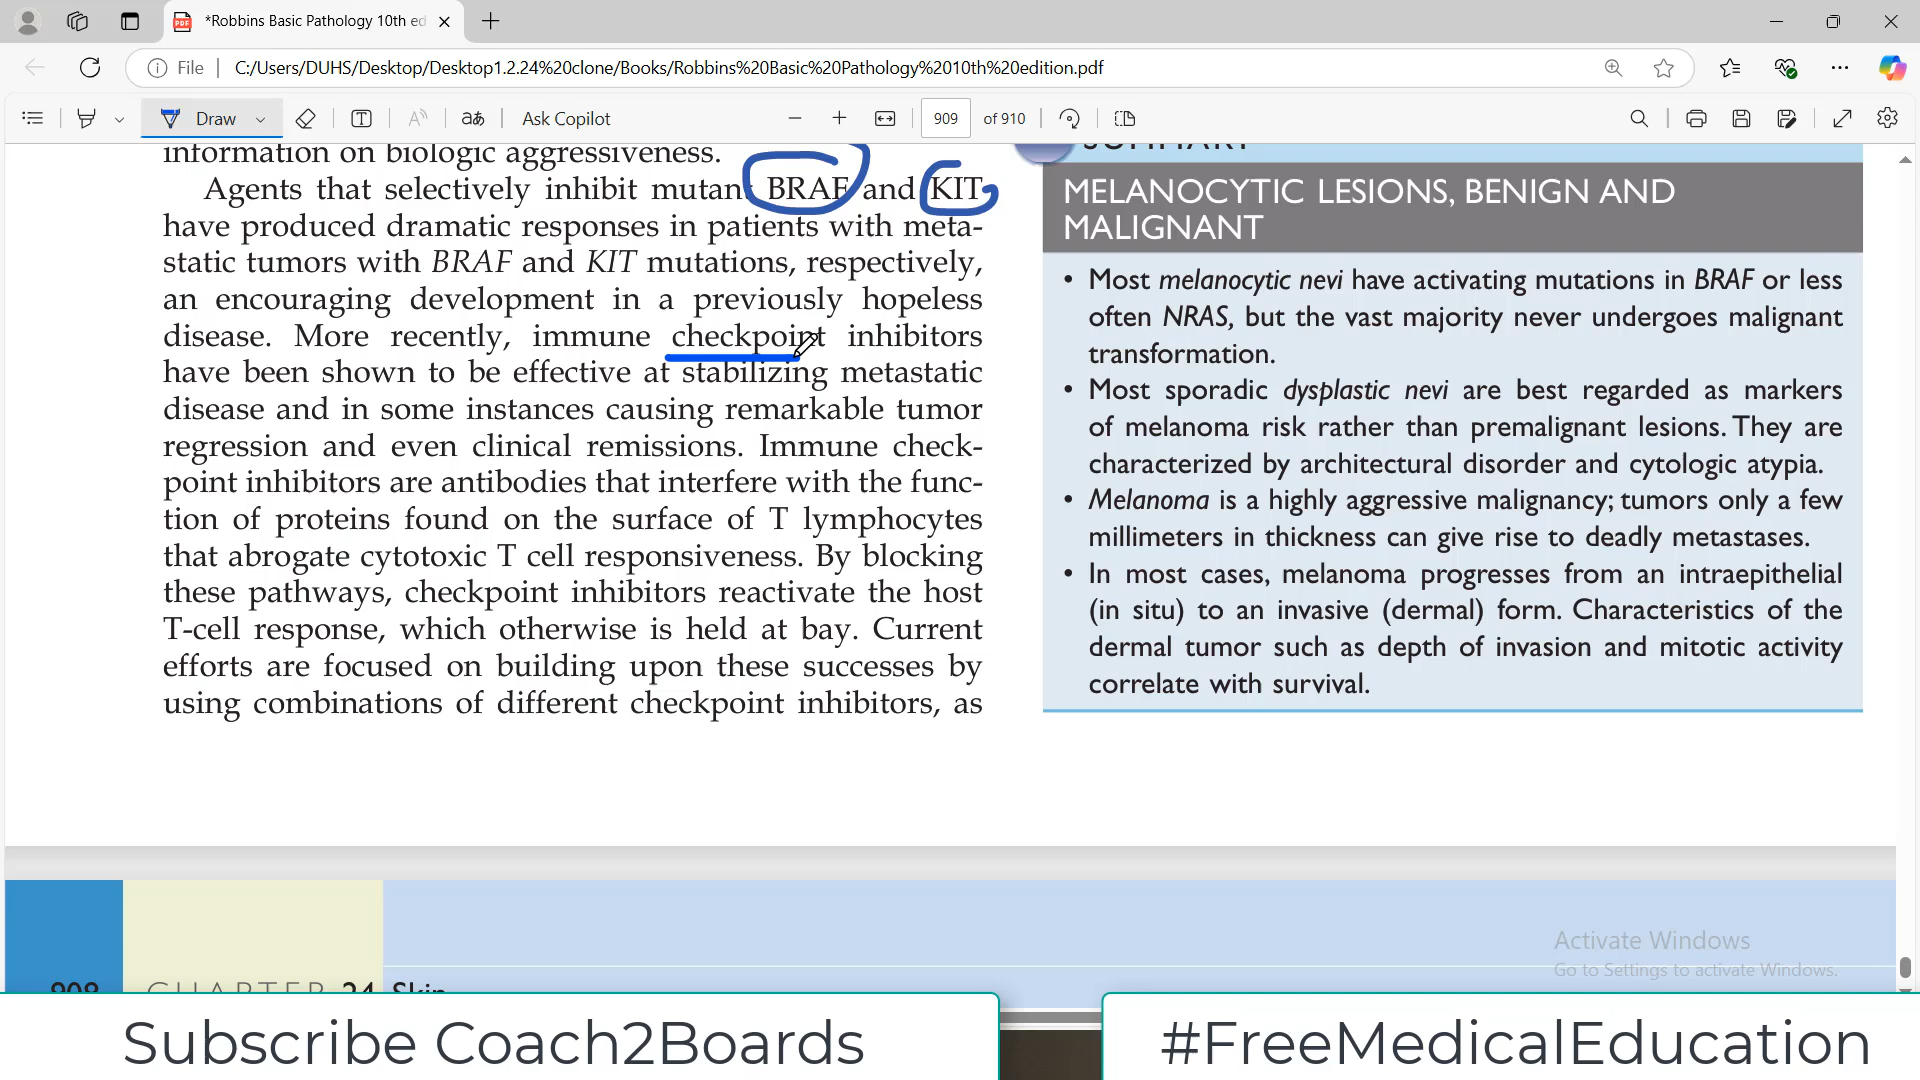 *Robbins Basic Pathology 10th ed
File
C:/Users/DUHS/Desktop/Desktop1.2.24%20clone/Books/Robbins%20Basic%20Pathology%2010th%20edition.pdf
Draw
Ask Copilot
909 of 910
information on biologic aggressiveness.
Agents that selectively inhibit mutant BRAF and KIT
have produced dramatic responses in patients with meta-
static tumors with BRAF and KIT mutations, respectively,
an encouraging development in a previously hopeless
disease. More recently, immune checkpoint inhibitors
have been shown to be effective at stabilizing metastatic
disease and in some instances causing remarkable tumor
regression and even clinical remissions. Immune check-
point inhibitors are antibodies that interfere with the func-
tion of proteins found on the surface of T lymphocytes
that abrogate cytotoxic T cell responsiveness. By blocking
these pathways, checkpoint inhibitors reactivate the host
T-cell response, which otherwise is held at bay. Current
efforts are focused on building upon these successes by
using combinations of different checkpoint inhibitors, as
SUMMARY
MELANOCYTIC LESIONS, BENIGN AND
MALIGNANT
• Most melanocytic nevi have activating mutations in BRAF or less
often NRAS, but the vast majority never undergoes malignant
transformation.
• Most sporadic dysplastic nevi are best regarded as markers
of melanoma risk rather than premalignant lesions. They are
characterized by architectural disorder and cytologic atypia.
• Melanoma is a highly aggressive malignancy; tumors only a few
millimeters in thickness can give rise to deadly metastases.
• In most cases, melanoma progresses from an intraepithelial
(in situ) to an invasive (dermal) form. Characteristics of the
dermal tumor such as depth of invasion and mitotic activity
correlate with survival.
Activate Windows
Go to Settings to activate Windows.
908 CHAPTER 24 Skin
Subscribe Coach2Boards
#FreeMedicalEducation